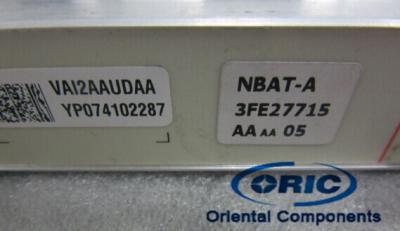 VAI2AAUDAA
YP074102287
NBAT-A
3FE27715
AA AA 05
ORIC
Oriental Components